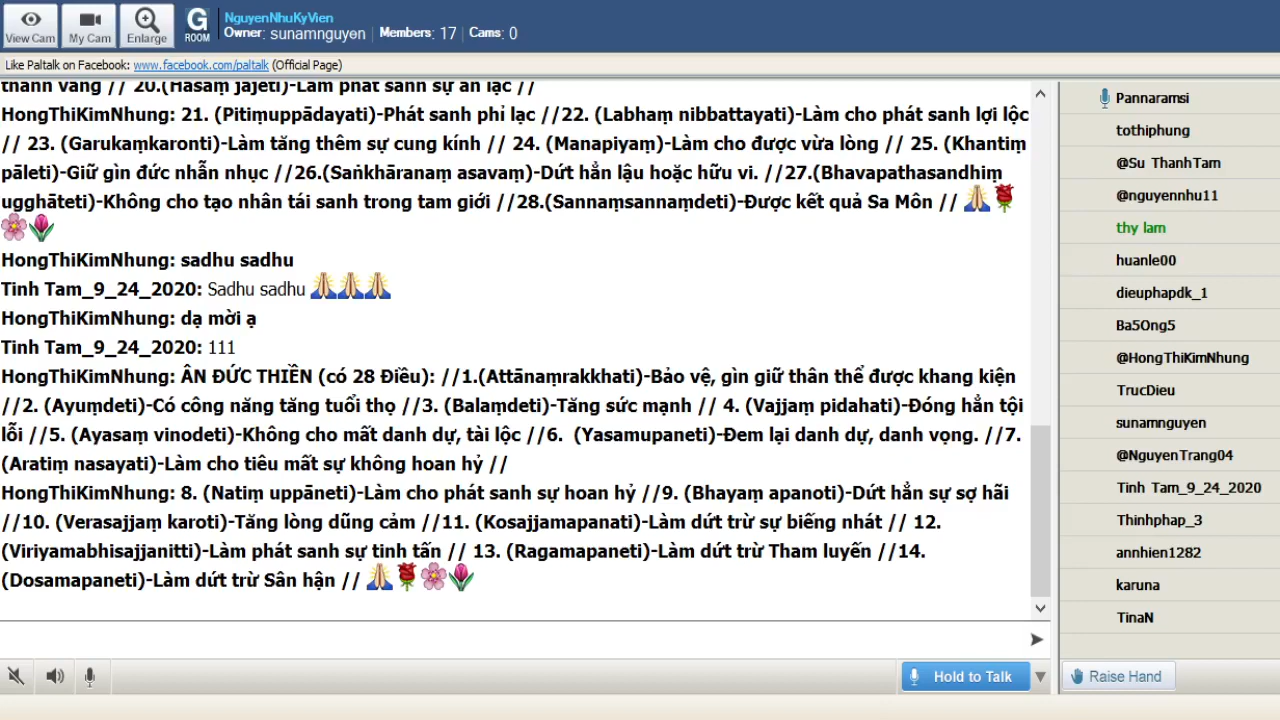 View Cam
My Cam
Enlarge
G
ROOM
NguyenNhuKyVien
Owner: sunamnguyen | Members: 17 | Cams: 0
Like Paltalk on Facebook: www.facebook.com/paltalk (Official Page)
thanh vang // 20.(Hasaṃ jajeti)-Làm phát sanh sự an lạc //
HongThiKimNhung: 21. (Pitiṃuppādayati)-Phát sanh phỉ lạc //22. (Labhaṃ nibbattayati)-Làm cho phát sanh lợi lộc
// 23. (Garukaṃkaronti)-Làm tăng thêm sự cung kính // 24. (Manapiyaṃ)-Làm cho được vừa lòng // 25. (Khantiṃ
pāleti)-Giữ gìn đức nhẫn nhục //26.(Saṅkhāranaṃ asavaṃ)-Dứt hẳn lậu hoặc hữu vi. //27.(Bhavapathasandhiṃ
ugghāteti)-Không cho tạo nhân tái sanh trong tam giới //28.(Sannaṃsannaṃdeti)-Được kết quả Sa Môn //
HongThiKimNhung: sadhu sadhu
Tinh Tam_9_24_2020: Sadhu sadhu
HongThiKimNhung: dạ mời ạ
Tinh Tam_9_24_2020: 111
HongThiKimNhung: ÂN ĐỨC THIỀN (có 28 Điều): //1.(Attānaṃrakkhati)-Bảo vệ, gìn giữ thân thể được khang kiện
//2. (Ayuṃdeti)-Có công năng tăng tuổi thọ //3. (Balaṃdeti)-Tăng sức mạnh // 4. (Vajjaṃ pidahati)-Đóng hẳn tội
lỗi //5. (Ayasaṃ vinodeti)-Không cho mất danh dự, tài lộc //6. (Yasamupaneti)-Đem lại danh dự, danh vọng. //7.
(Aratiṃ nasayati)-Làm cho tiêu mất sự không hoan hỷ //
HongThiKimNhung: 8. (Natiṃ uppāneti)-Làm cho phát sanh sự hoan hỷ //9. (Bhayaṃ apanoti)-Dứt hẳn sự sợ hãi
//10. (Verasajjaṃ karoti)-Tăng lòng dũng cảm //11. (Kosajjamapanati)-Làm dứt trừ sự biếng nhát // 12.
(Viriyamabhisajjanitti)-Làm phát sanh sự tinh tấn // 13. (Ragamapaneti)-Làm dứt trừ Tham luyến //14.
(Dosamapaneti)-Làm dứt trừ Sân hận //
Hold to Talk
Pannaramsi
tothiphung
@Su ThanhTam
@nguyennhu11
thy lam
huanle00
dieuphapdk_1
Ba5Ong5
@HongThiKimNhung
TrucDieu
sunamnguyen
@NguyenTrang04
Tinh Tam_9_24_2020
Thinhphap_3
annhien1282
karuna
TinaN
Raise Hand